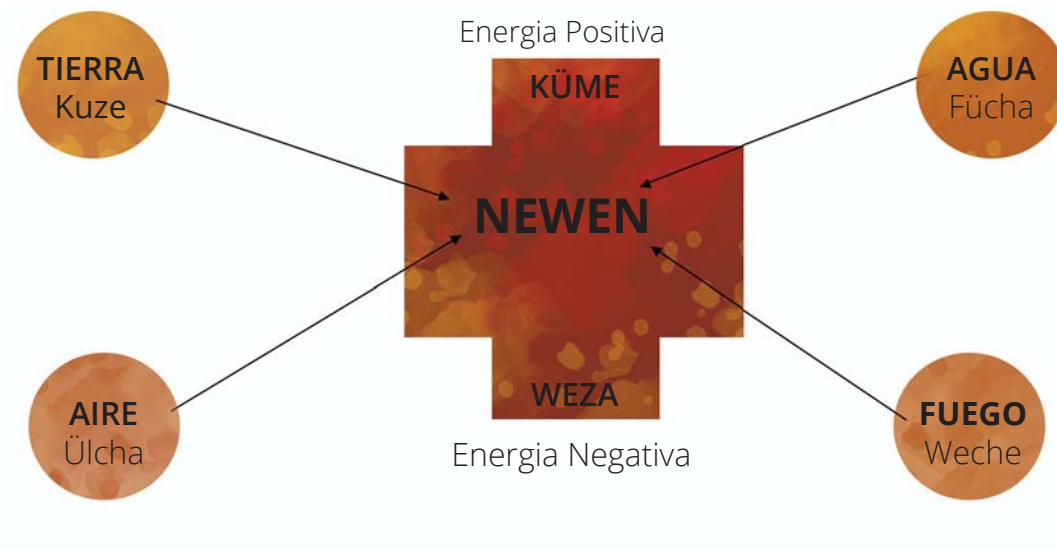 Energia Positiva
TIERRA
Kuze
KÜME
AGUA
Fücha
NEWEN
AIRE
Ülcha
WEZA
FUEGO
Weche
Energia Negativa